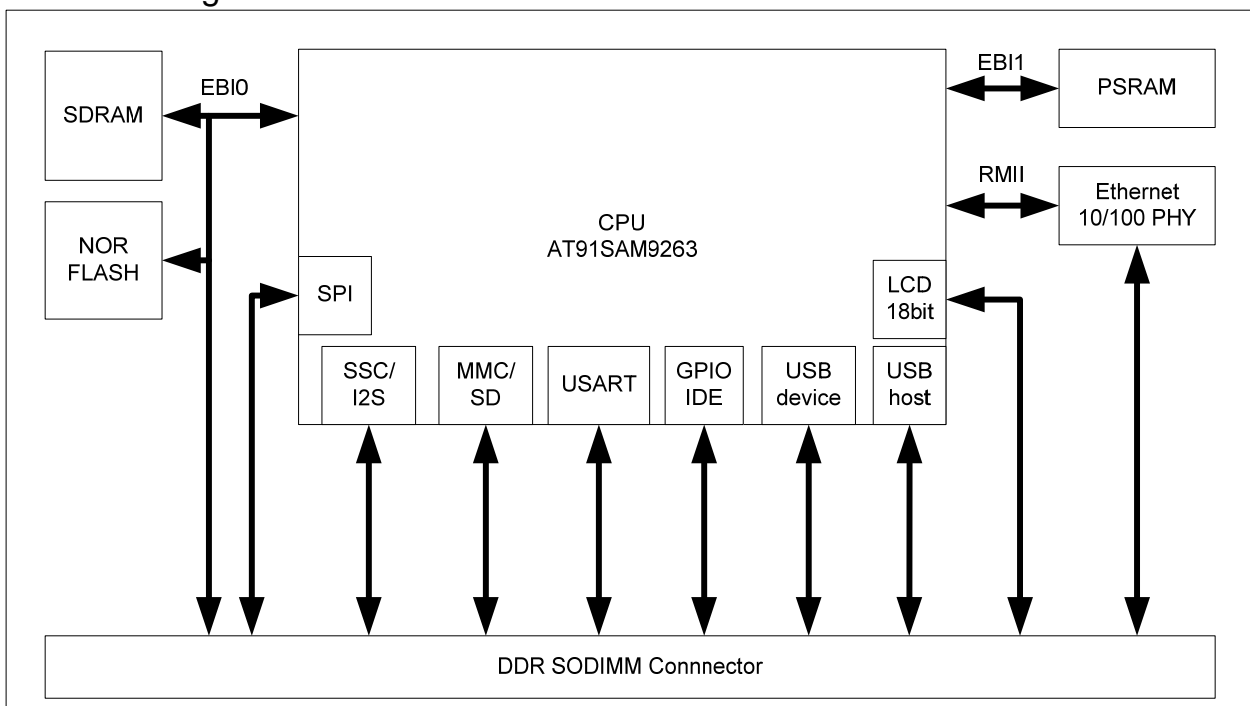 EBI0
EBI1
SDRAM
PSRAM
RMII
Ethernet
10/100 PHY
CPU
AT91SAM9263
NOR
FLASH
SPI
LCD
18bit
SSC/
I2S
MMC/
SD
USART
GPIO
IDE
USB
device
USB
host
DDR SODIMM Connnector